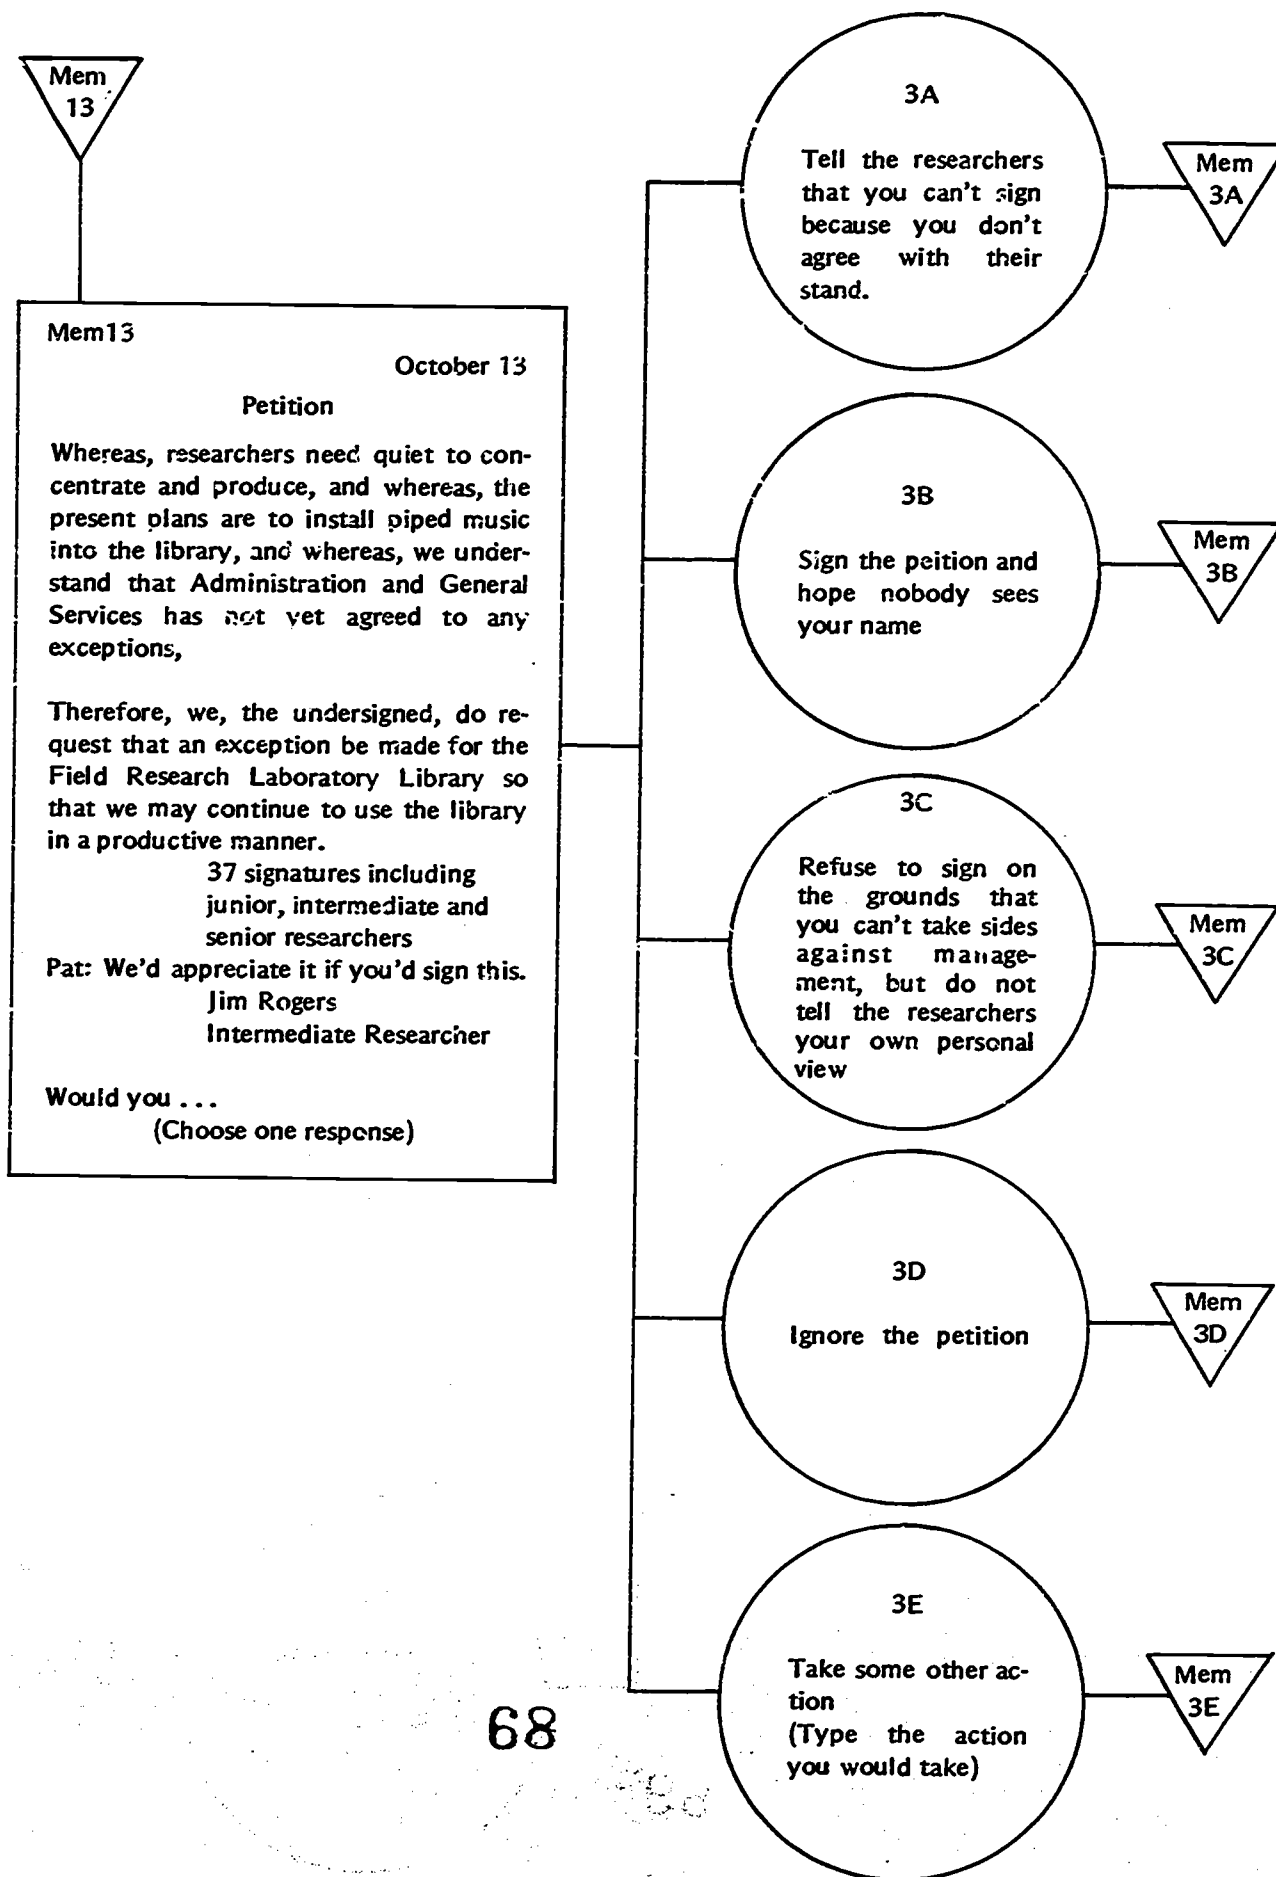 Mem
13
Mem13
October 13
Petition
Whereas, researchers need quiet to con-
centrate and produce, and whereas, the
present plans are to install piped music
into the library, and whereas, we under-
stand that Administration and General
Services has not yet agreed to any
exceptions,
Therefore, we, the undersigned, do re-
quest that an exception be made for the
Field Research Laboratory Library so
that we may continue to use the library
in a productive manner.
37 signatures including
junior, intermediate and
senior researchers
Pat: We'd appreciate it if you'd sign this.
Jim Rogers
Intermediate Researcher
Would you ...
(Choose one response)
3A
Tell the researchers
that you can't sign
because you don't
agree with their
stand.
Mem
3A
3B
Sign the peition and
hope nobody sees
your name
Mem
3B
3C
Refuse to sign on
the grounds that
you can't take sides
against manage-
ment, but do not
tell the researchers
your own personal
view
Mem
3C
3D
Ignore the petition
Mem
3D
3E
Take some other ac-
tion
(Type the action
you would take)
Mem
3E
68